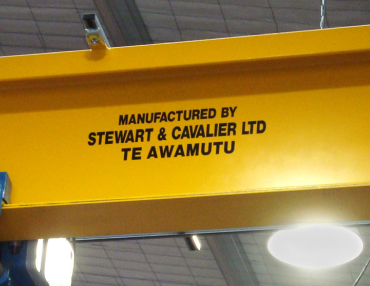 MANUFACTURED BY
STEWART & CAVALIER LTD
TE AWAMUTU